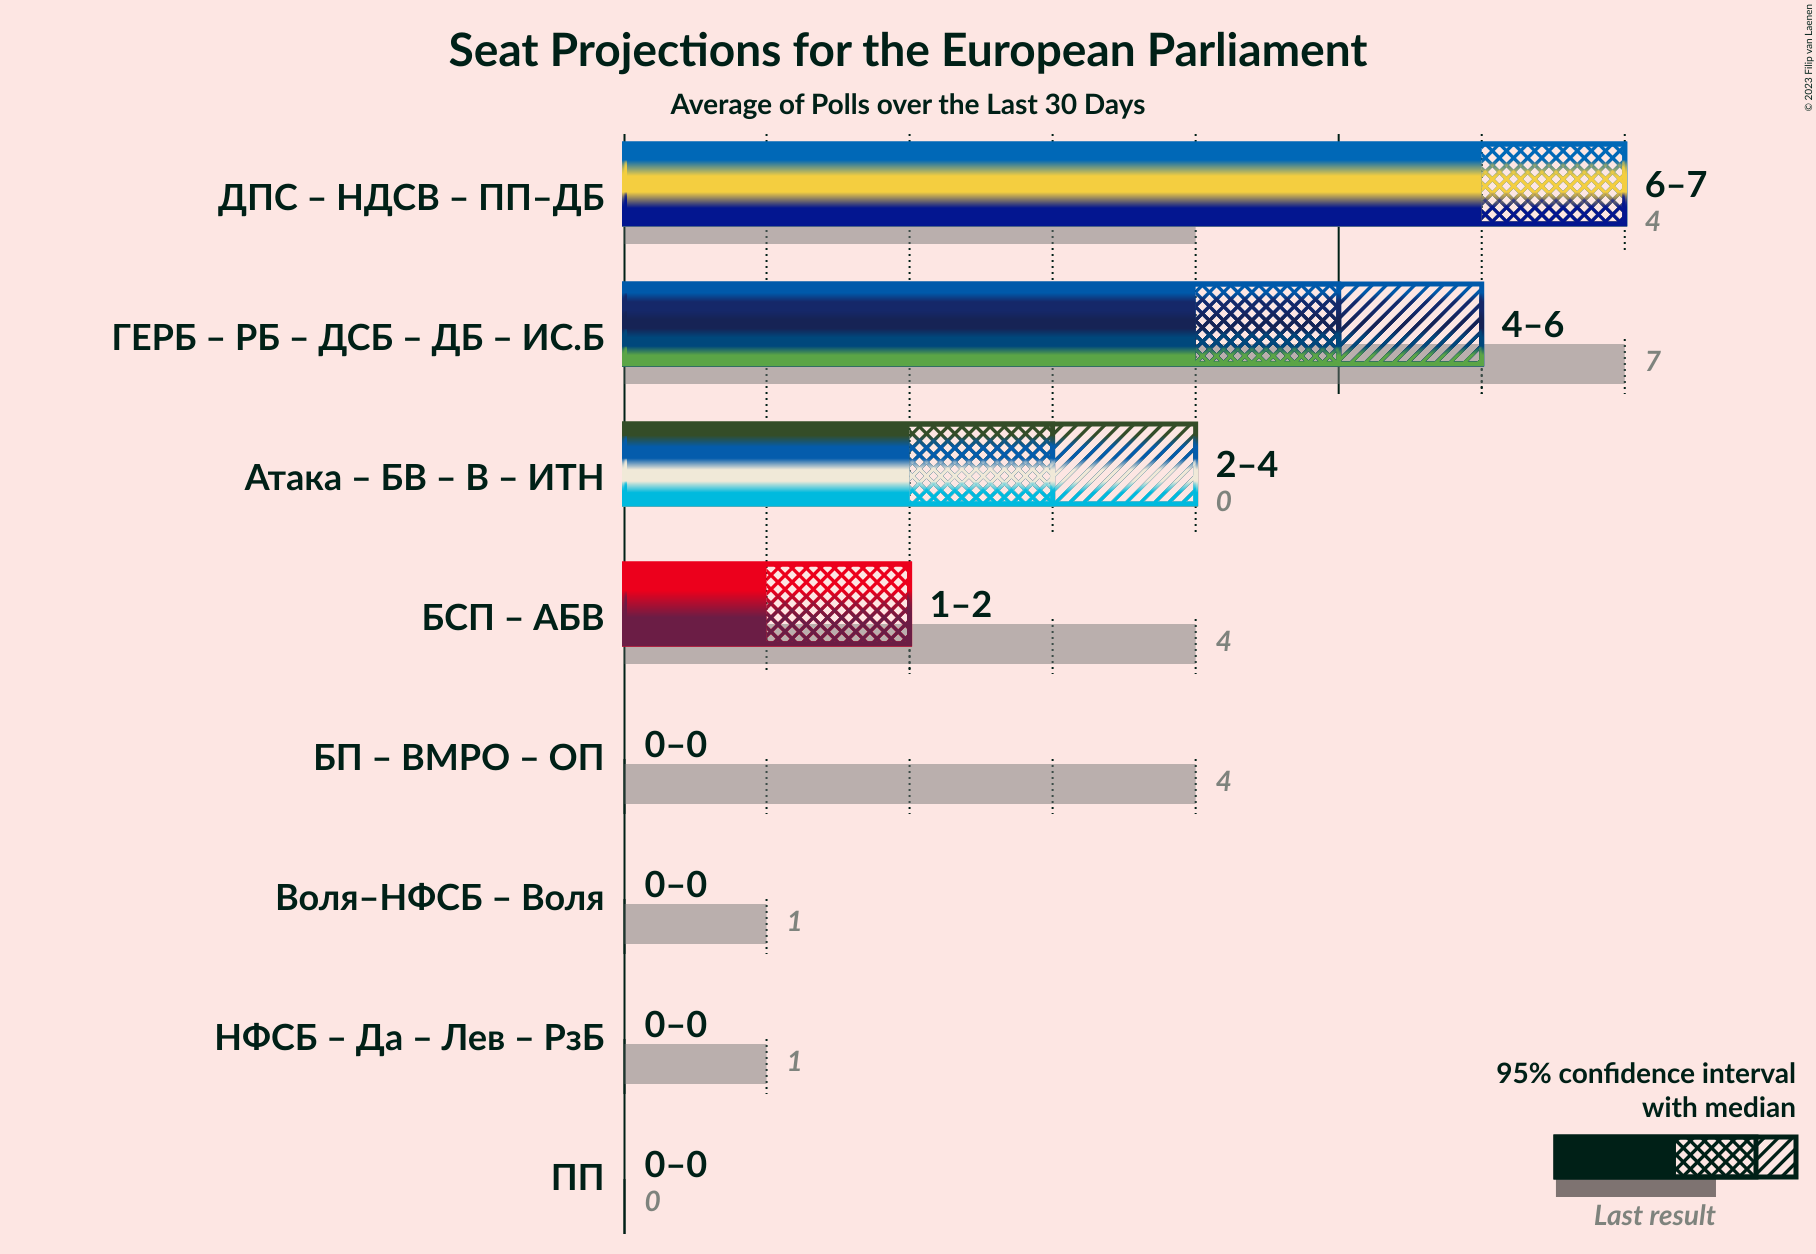 Seat Projections for the European Parliament
Average of Polls over the Last 30 Days
© 2023 Filip van Laenen
ДПС – НДСВ – ПП–ДБ
6–7
4
ГЕРБ – РБ – ДСБ – ДБ – ИС.Б
4–6
7
Атака – БВ – В – ИТН
2–4
0
БСП – АБВ
1–2
4
БП – ВМРО – ОП
0–0
4
Воля–НФСБ – Воля
0–0
1
НФСБ – Да – Лев – РзБ
0–0
1
ПП
0–0
0
95% confidence interval
with median
Last result